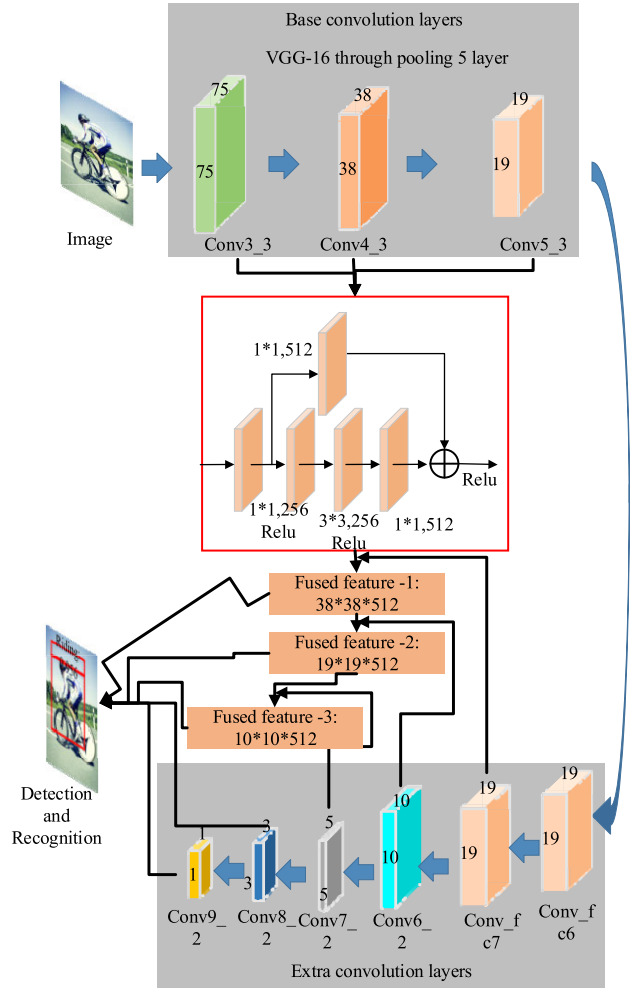 Base convolution layers
VGG-16 through pooling 5 layer
75
38
19
75
38
19
Image
Conv3_3
Conv4_3
Conv5_3
1*1,512
Relu
1*1,256
Relu
3*3,256
Relu
1*1,512
Fused feature -1:
38*38*512
Fused feature -2:
19*19*512
Fused feature -3:
10*10*512
Riding
Detection
and
Recognition
19
19
10
5
3
19
19
10
5
3
1
Conv9_
2
Conv8_
2
Conv7_
2
Conv6_
2
Conv_f
c7
Conv_f
c6
Extra convolution layers